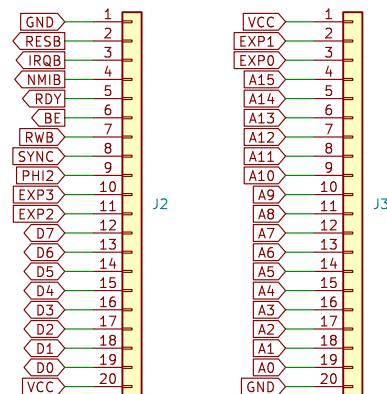 GND 1
RESB 2
IRQB 3
NMIB 4
RDY 5
BE 6
RWB 7
SYNC 8
PHI2 9
EXP3 10
EXP2 11
D7 12
D6 13
D5 14
D4 15
D3 16
D2 17
D1 18
D0 19
VCC 20
J2
VCC 1
EXP1 2
EXP0 3
A15 4
A14 5
A13 6
A12 7
A11 8
A10 9
A9 10
A8 11
A7 12
A6 13
A5 14
A4 15
A3 16
A2 17
A1 18
A0 19
GND 20
J3